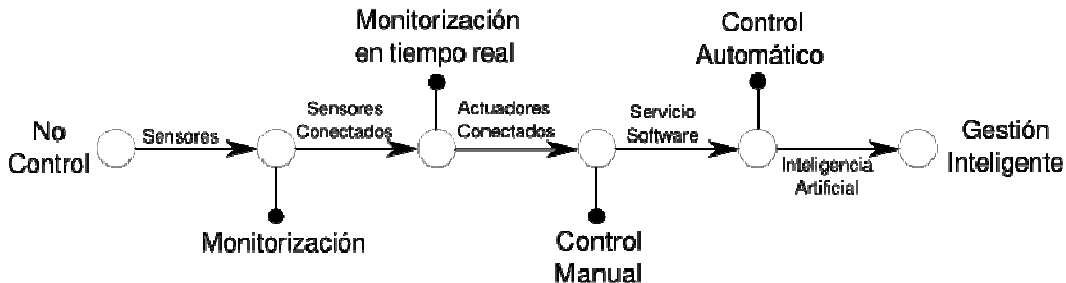 No
Control
Sensores
Monitorización
Sensores
Conectados
Monitorización
en tiempo real
Actuadores
Conectados
Control
Manual
Servicio
Software
Control
Automático
Inteligencia
Artificial
Gestión
Inteligente